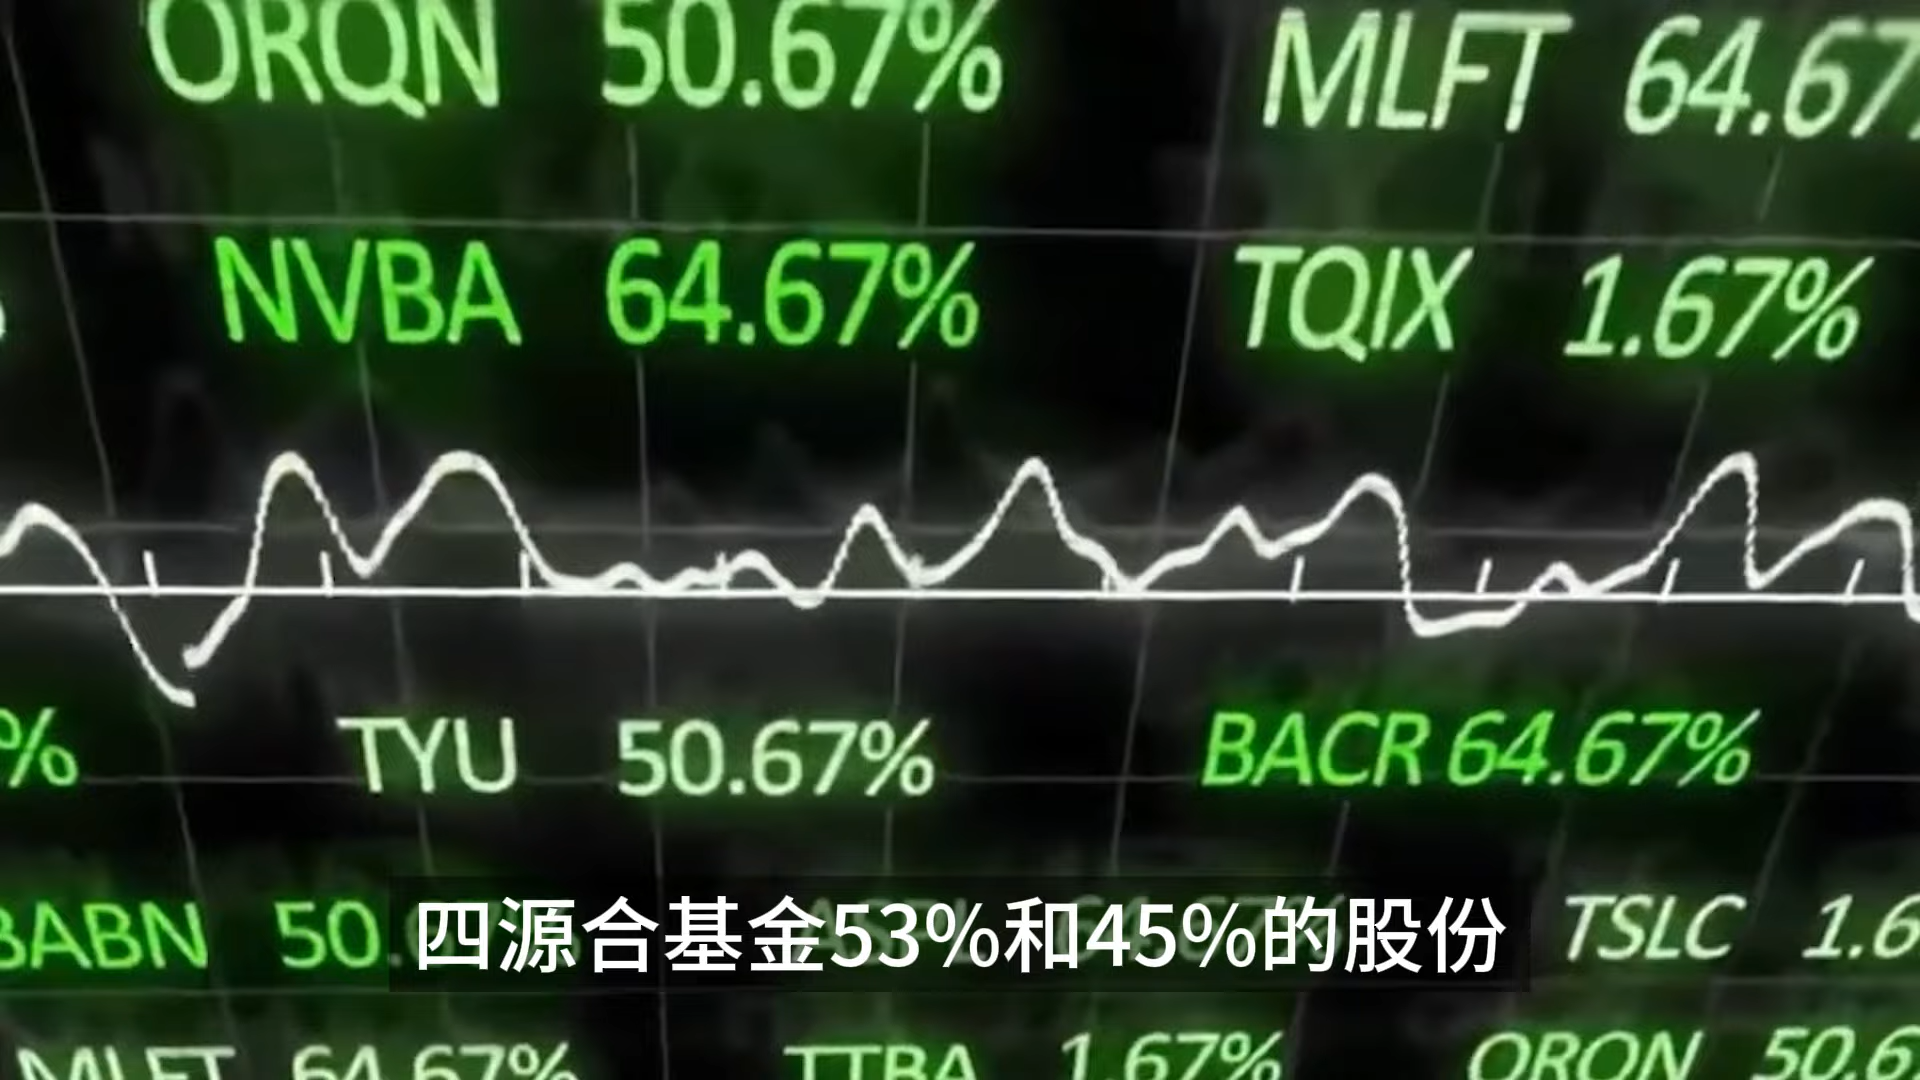 ORQN 50.67% MLFT 64.67
NVBA 64.67% TQIX 1.67%
% TYU 50.67% BACR 64.67%
BABN 50. TSLC 1.6
四源合基金53%和45%的股份
MLFT 64.67% TTBA 1.67% ORQN 50.6